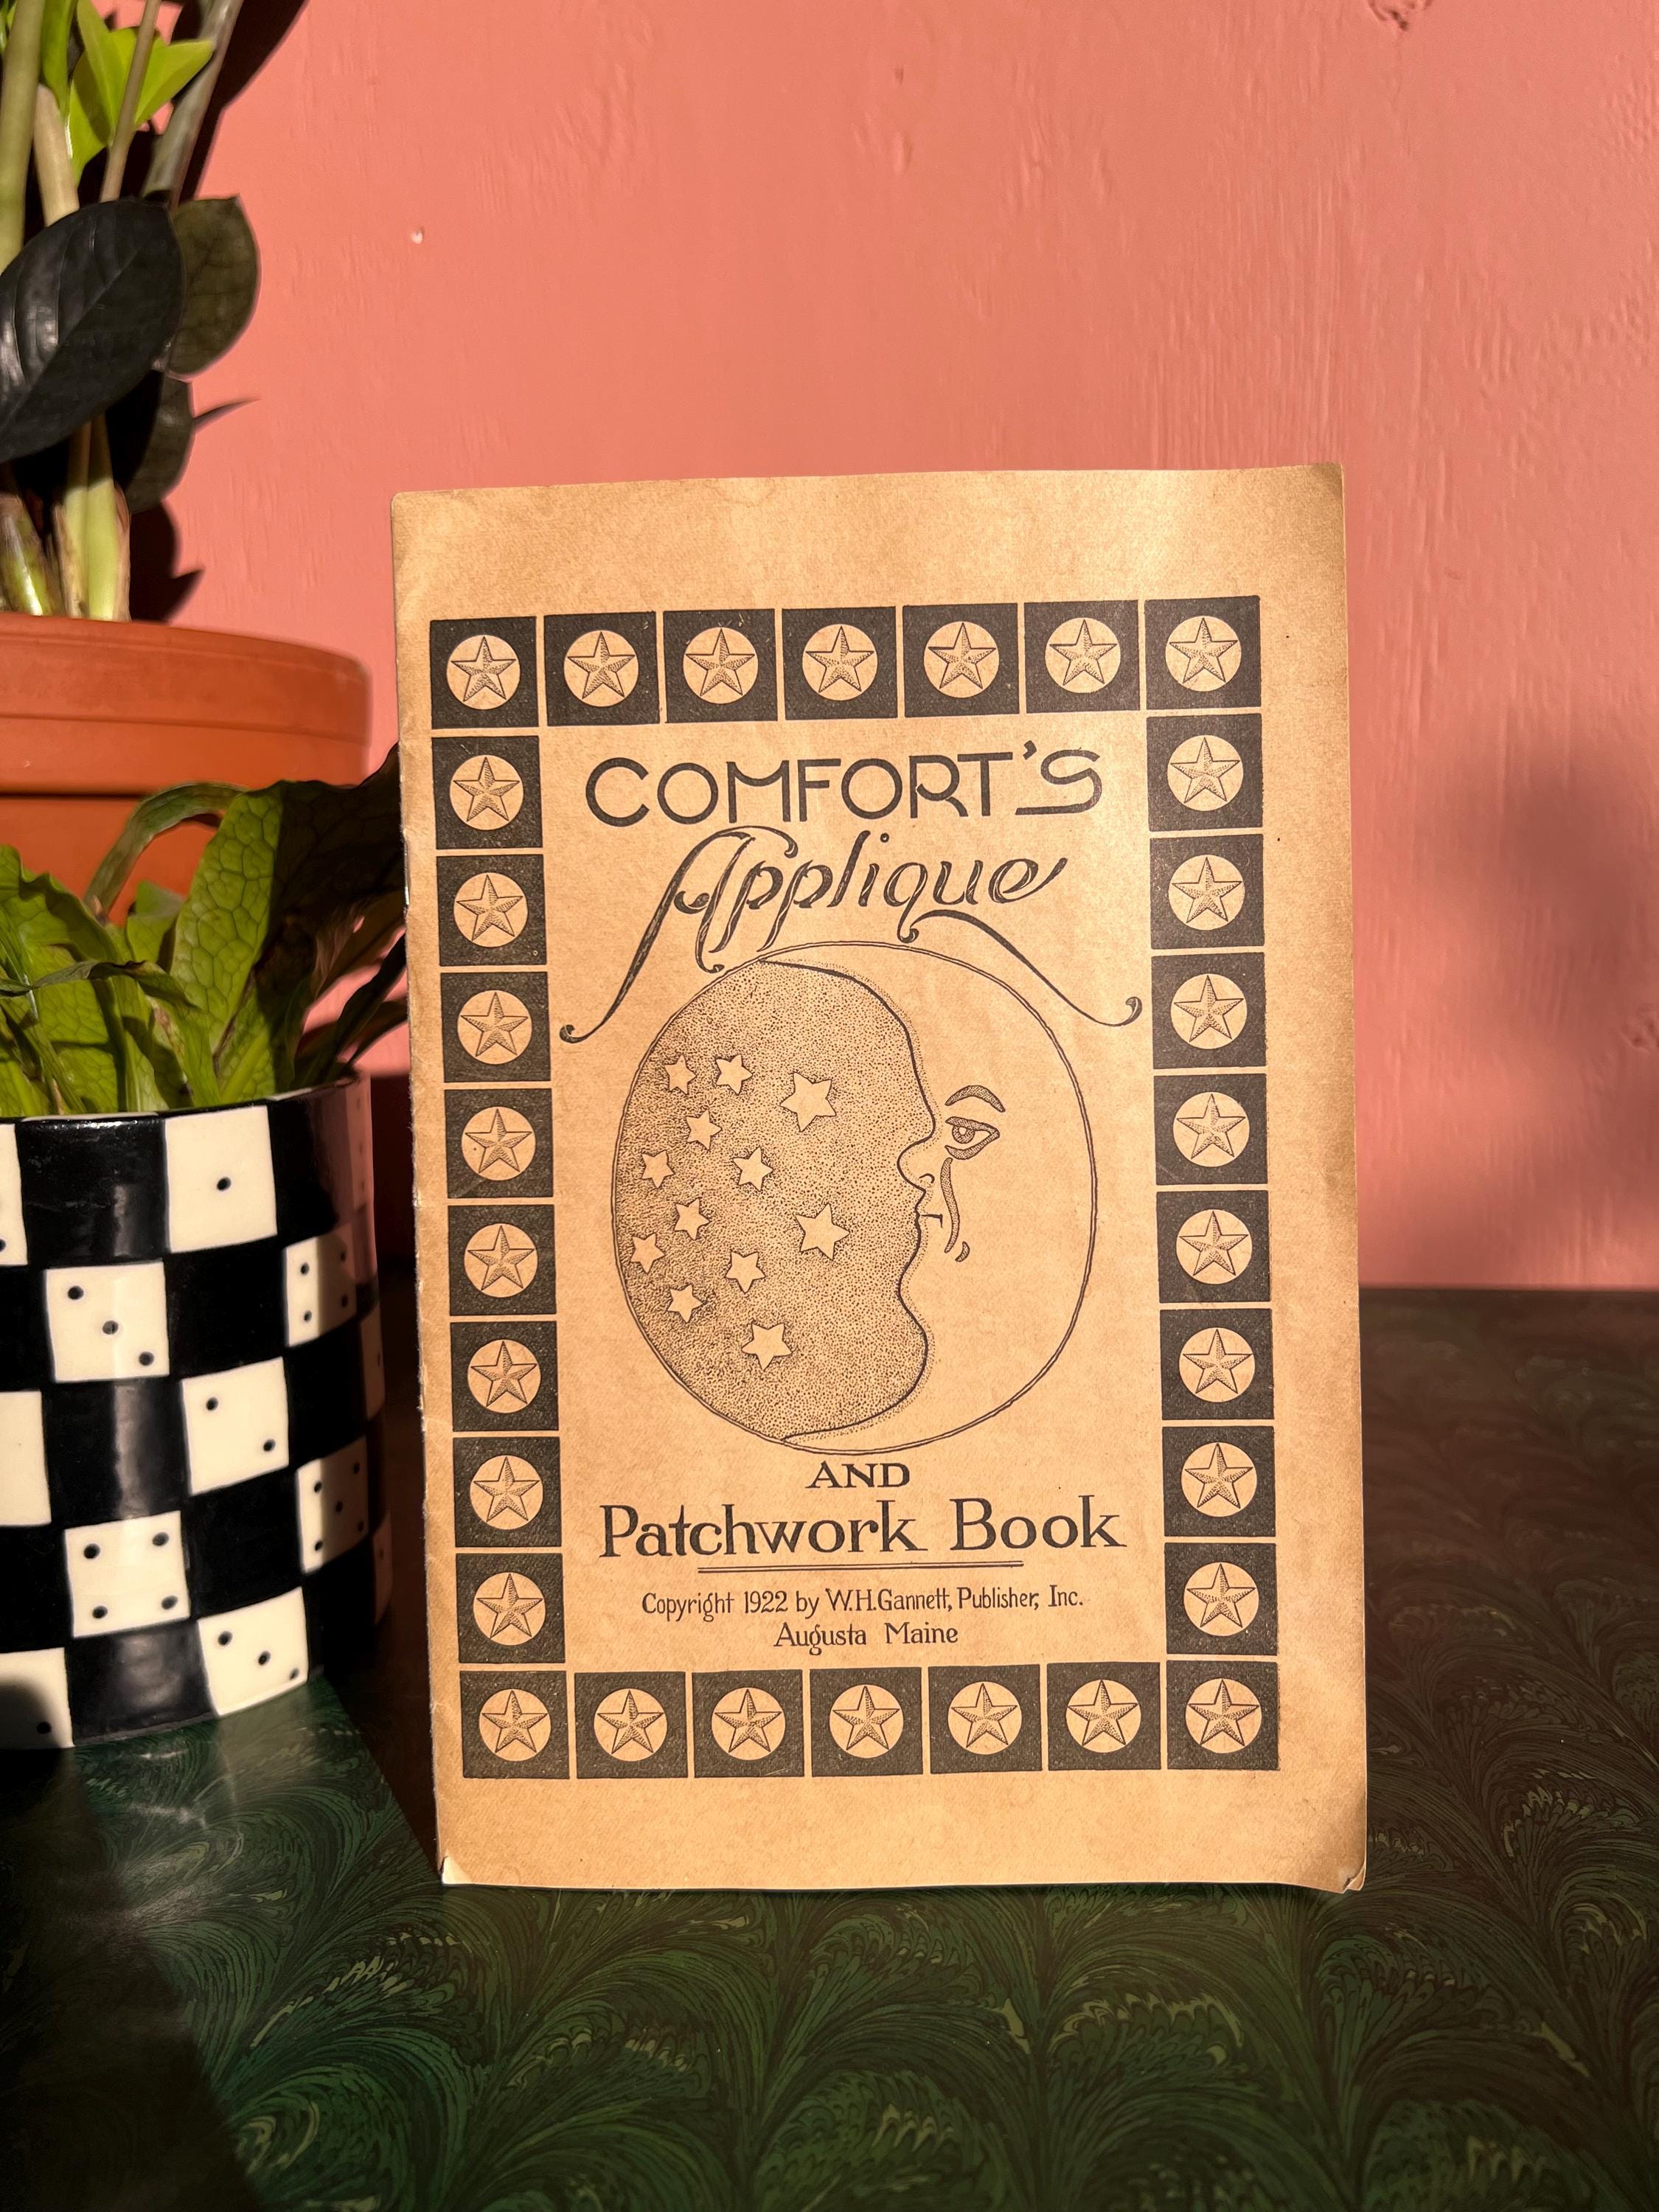 COMFORT'S
Applique
AND
Patchwork Book
Copyright 1922 by W.H.Gannett, Publisher, Inc.
Augusta Maine